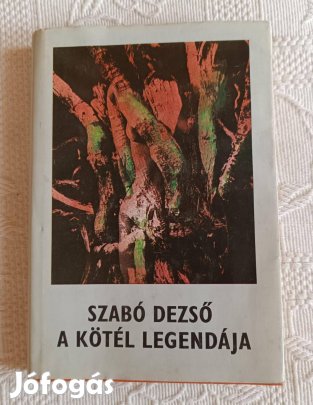 SZABÓ DEZSŐ
A KÖTÉL LEGENDÁJA
Jófogás